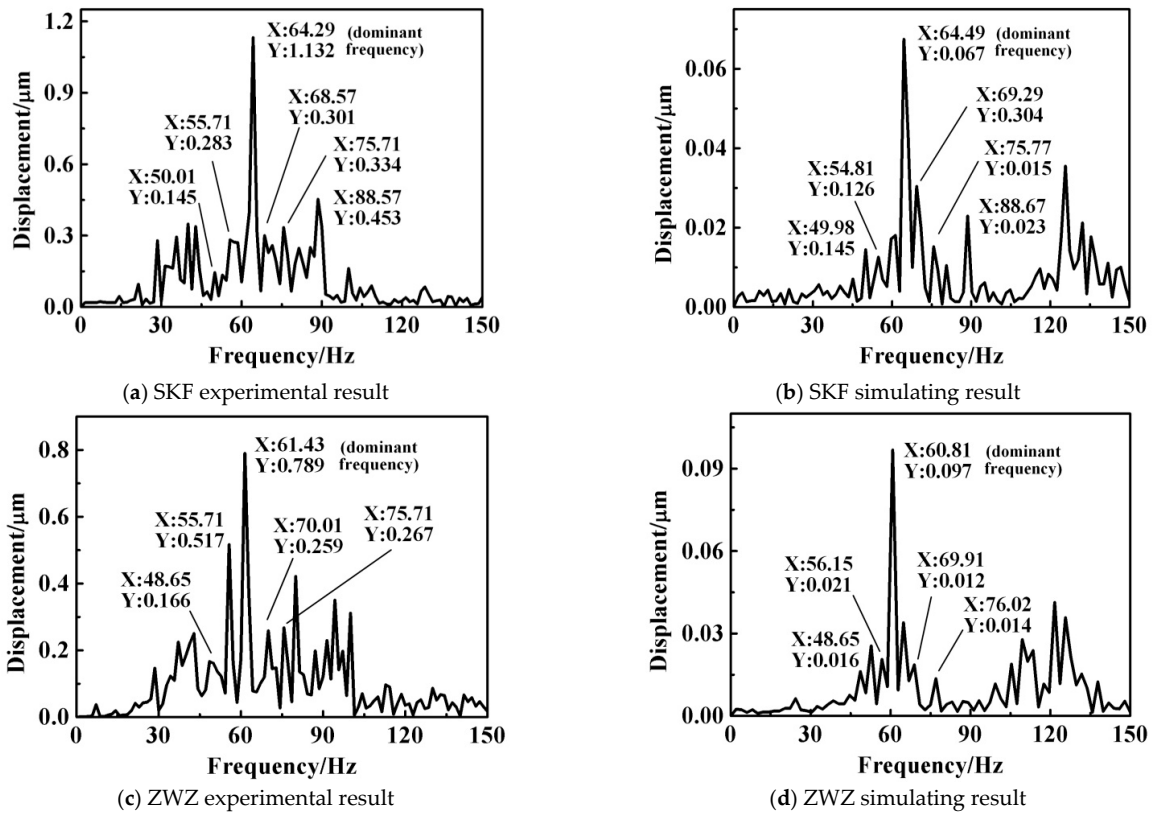 1.2
0.9
0.6
0.3
0.0
Displacement/μm
X:64.29 (dominant
Y:1.132 frequency)
X:68.57
Y:0.301
X:55.71
Y:0.283
X:75.71
Y:0.334
X:50.01
Y:0.145
X:88.57
Y:0.453
0 30 60 90 120 150
Frequency/Hz
(a) SKF experimental result
0.06
0.04
0.02
0.00
Displacement/μm
X:64.49 (dominant
Y:0.067 frequency)
X:69.29
Y:0.304
X:75.77
Y:0.015
X:54.81
Y:0.126
X:88.67
Y:0.023
X:49.98
Y:0.145
0 30 60 90 120 150
Frequency/Hz
(b) SKF simulating result
0.8
0.6
0.4
0.2
0.0
Displacement/μm
X:61.43 (dominant
Y:0.789 frequency)
X:55.71
Y:0.517
X:70.01
Y:0.259
X:75.71
Y:0.267
X:48.65
Y:0.166
0 30 60 90 120 150
Frequency/Hz
(c) ZWZ experimental result
0.09
0.06
0.03
0.00
Displacement/μm
X:60.81 (dominant
Y:0.097 frequency)
X:56.15
Y:0.021
X:69.91
Y:0.012
X:76.02
Y:0.014
X:48.65
Y:0.016
0 30 60 90 120 150
Frequency/Hz
(d) ZWZ simulating result